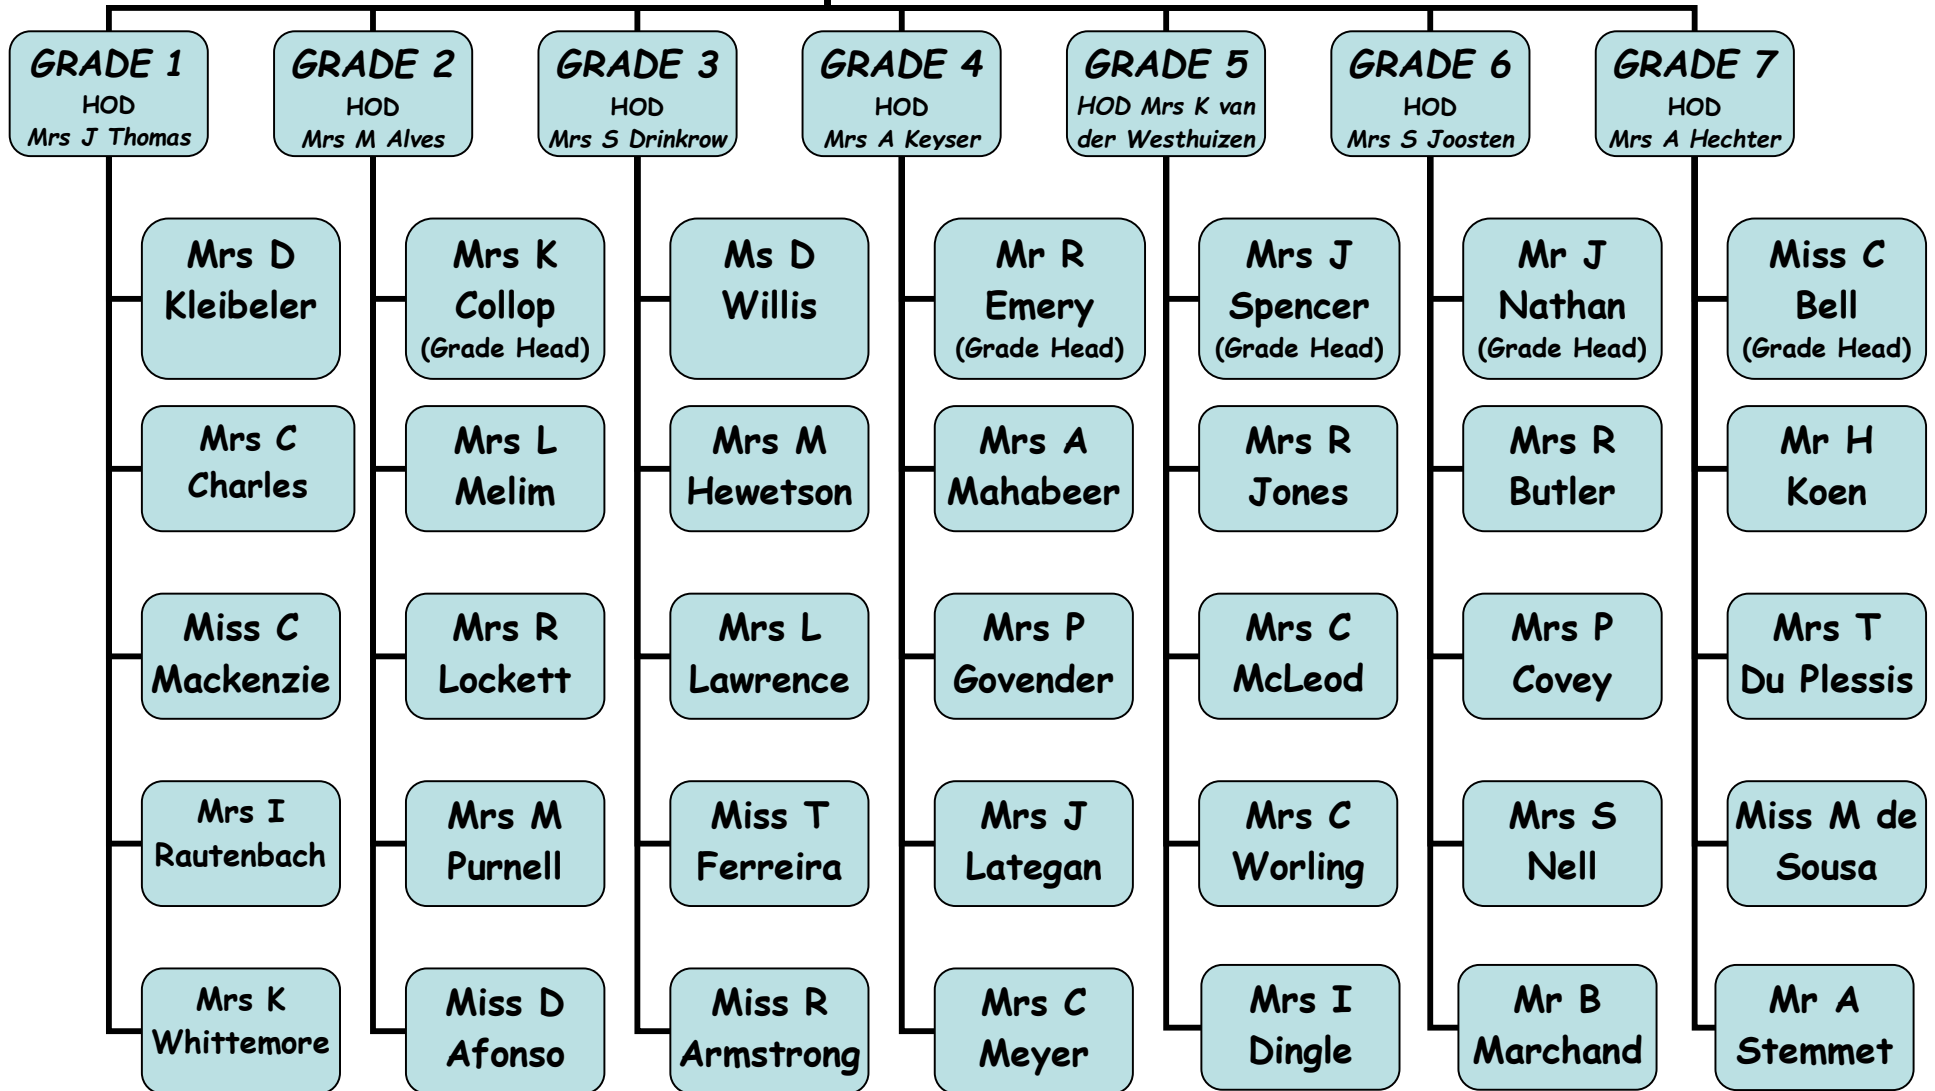 GRADE 1
HOD
Mrs J Thomas
Mrs D
Kleibeler
Mrs C
Charles
Miss C
Mackenzie
Mrs I
Rautenbach
Mrs K
Whittemore
GRADE 2
HOD
Mrs M Alves
Mrs K
Collop
(Grade Head)
Mrs L
Melim
Mrs R
Lockett
Mrs M
Purnell
Miss D
Afonso
GRADE 3
HOD
Mrs S Drinkrow
Ms D
Willis
Mrs M
Hewetson
Mrs L
Lawrence
Miss T
Ferreira
Miss R
Armstrong
GRADE 4
HOD
Mrs A Keyser
Mr R
Emery
(Grade Head)
Mrs A
Mahabeer
Mrs P
Govender
Mrs J
Lategan
Mrs C
Meyer
GRADE 5
HOD Mrs K van
der Westhuizen
Mrs J
Spencer
(Grade Head)
Mrs R
Jones
Mrs C
McLeod
Mrs C
Worling
Mrs I
Dingle
GRADE 6
HOD
Mrs S Joosten
Mr J
Nathan
(Grade Head)
Mrs R
Butler
Mrs P
Covey
Mrs S
Nell
Mr B
Marchand
GRADE 7
HOD
Mrs A Hechter
Miss C
Bell
(Grade Head)
Mr H
Koen
Mrs T
Du Plessis
Miss M de
Sousa
Mr A
Stemmet